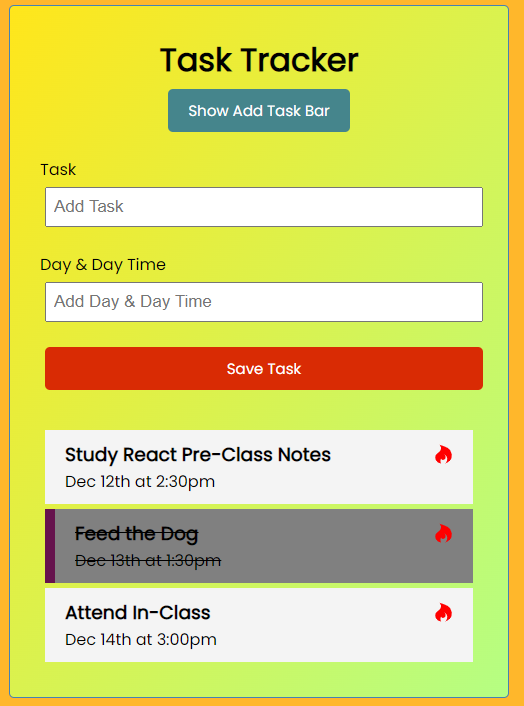 Task Tracker
Show Add Task Bar
Task
Add Task
Day & Day Time
Add Day & Day Time
Save Task
Study React Pre-Class Notes
Dec 12th at 2:30pm
Feed the Dog
Dec 13th at 1:30pm
Attend In-Class
Dec 14th at 3:00pm